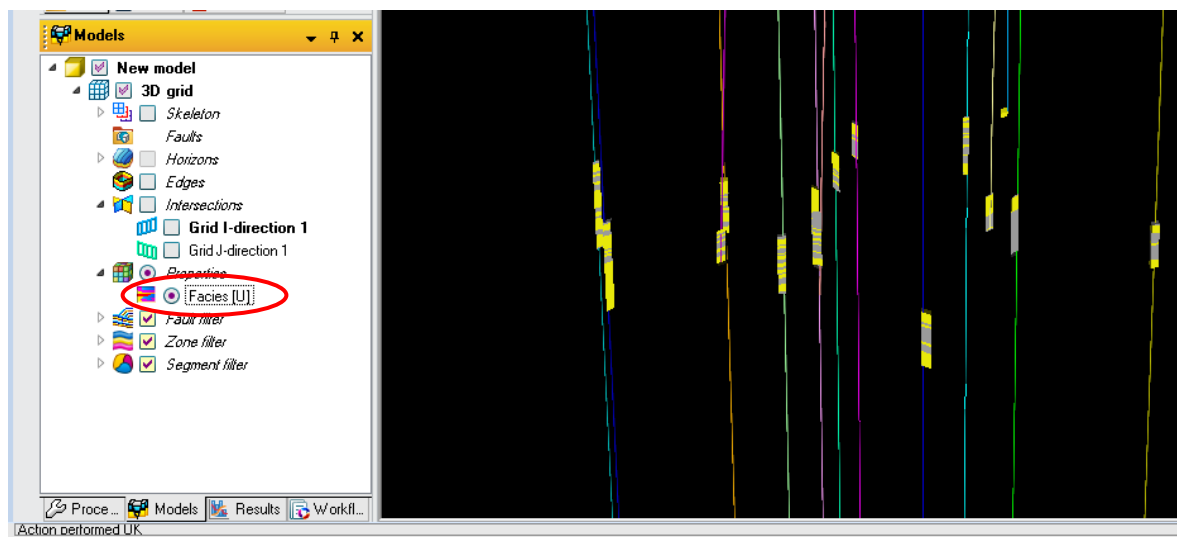 Models
New model
3D grid
Skeleton
Faults
Horizons
Edges
Intersections
Grid I-direction 1
Grid J-direction 1
Properties
Facies [U]
Fault filter
Zone filter
Segment filter
Proce... Models Results Workfl...
Action performed UK